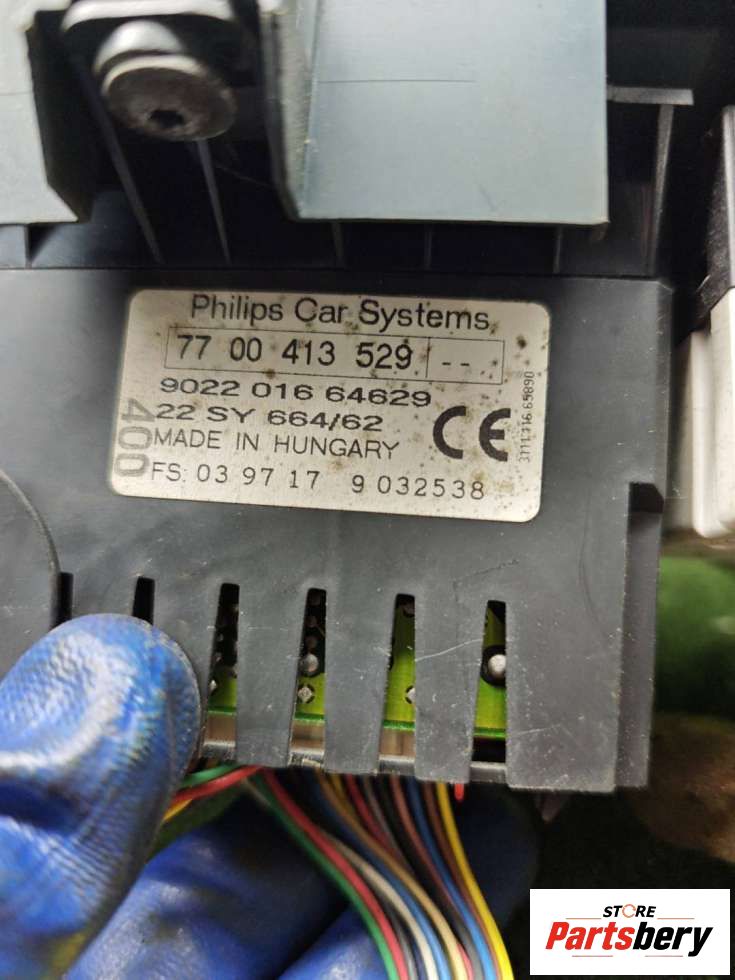 Philips Car Systems
77 00 413 529 --
9022 016 64629
22 SY 664/62
400
MADE IN HUNGARY
CE
FS: 03 97 17 9 032538
STORE
Partsbery